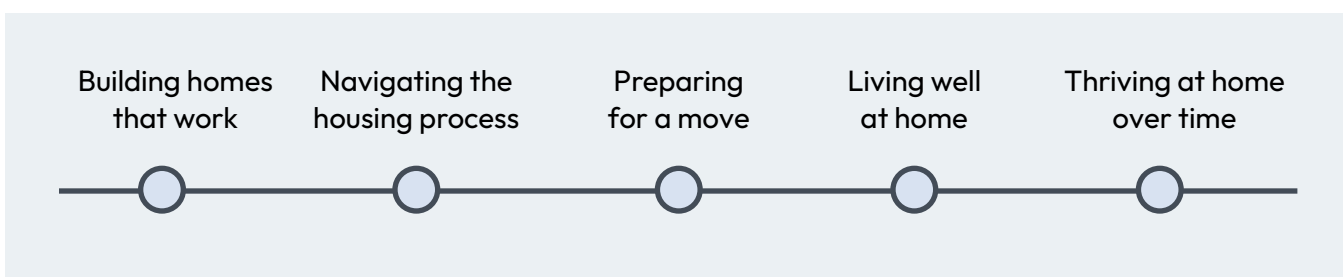 Building homes
that work
Navigating the
housing process
Preparing
for a move
Living well
at home
Thriving at home
over time